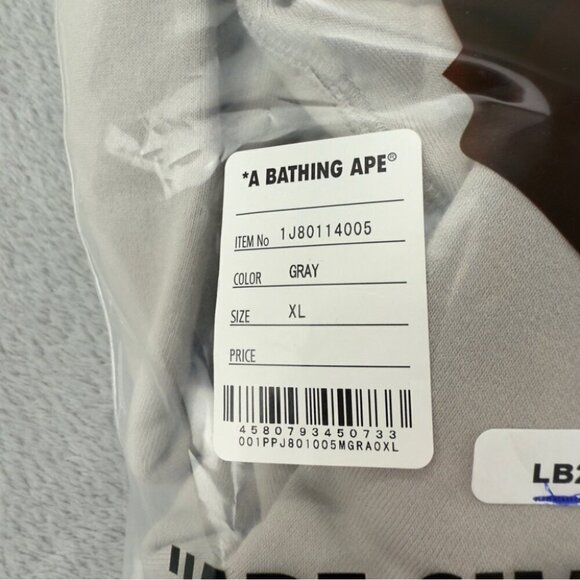 *A BATHING APE®
ITEM No 1J80114005
COLOR GRAY
SIZE XL
PRICE
4580793450733
001PPJ801005MGRA0XL
LB2